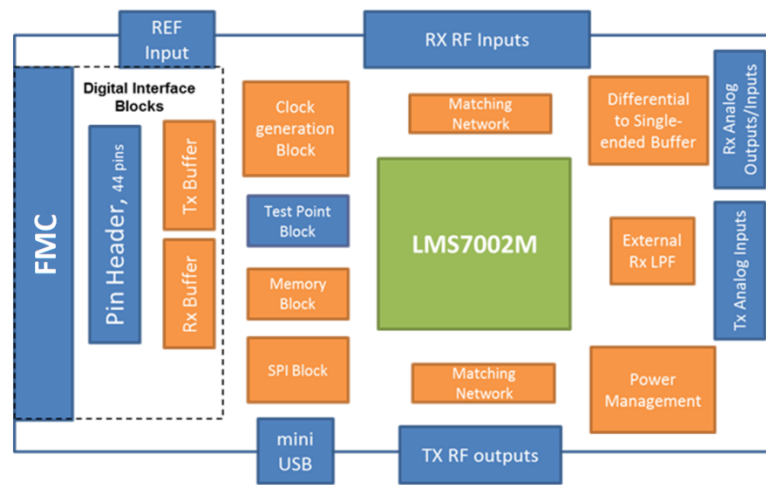 REF
Input
RX RF Inputs
FMC
Digital Interface
Blocks
Pin Header, 44 pins
Tx Buffer
Rx Buffer
Clock
generation
Block
Test Point
Block
Memory
Block
SPI Block
Matching
Network
LMS7002M
Matching
Network
Differential
to Single-
ended Buffer
External
Rx LPF
Power
Management
Rx Analog
Outputs/Inputs
Tx Analog Inputs
mini
USB
TX RF outputs